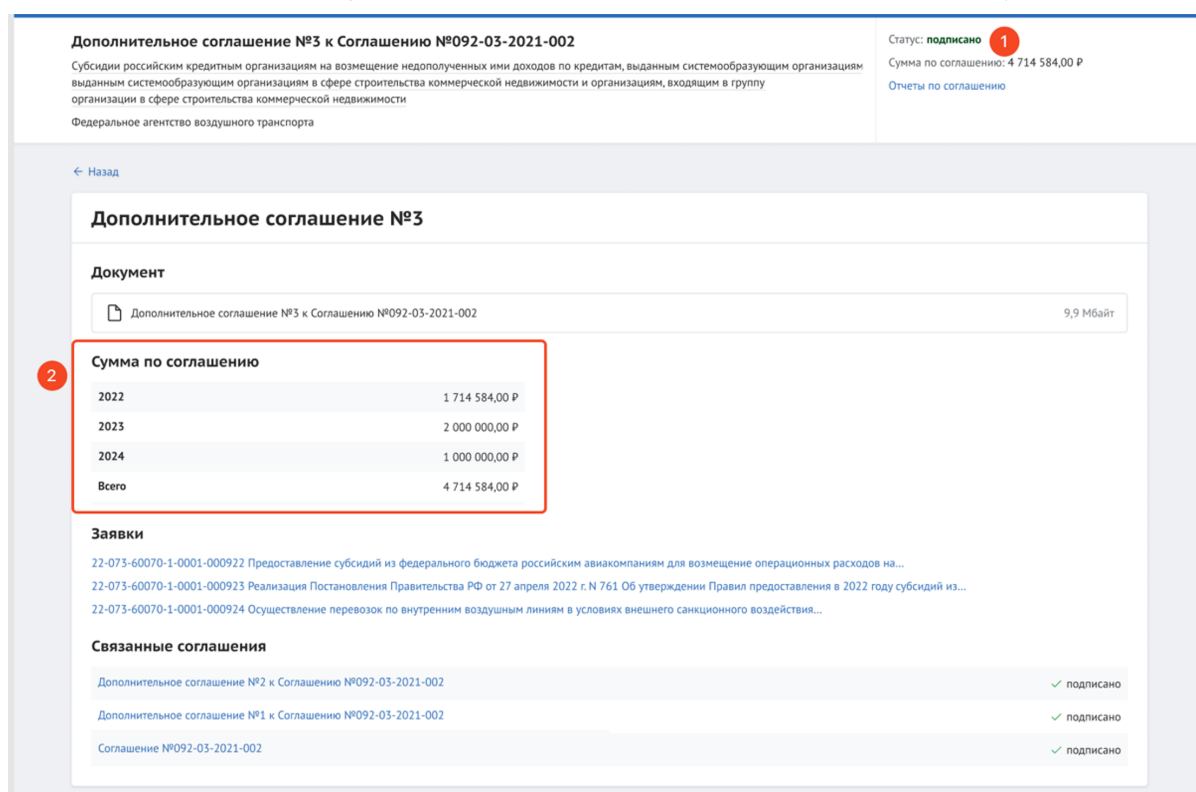 Дополнительное соглашение №3 к Соглашению №092-03-2021-002
Статус: подписано
1
Субсидии российским кредитным организациям на возмещение недополученных ими доходов по кредитам, выданным системообразующим организациям
Сумма по соглашению: 4 714 584,00 ₽
выданным системообразующим организациям в сфере строительства коммерческой недвижимости и организациям, входящим в группу
Отчеты по соглашению
организации в сфере строительства коммерческой недвижимости
Федеральное агентство воздушного транспорта
← Назад
Дополнительное соглашение №3
Документ
Дополнительное соглашение №3 к Соглашению №092-03-2021-002
9,9 Мбайт
2
Сумма по соглашению
2022 1 714 584,00 ₽
2023 2 000 000,00 ₽
2024 1 000 000,00 ₽
Всего 4 714 584,00 ₽
Заявки
22-073-60070-1-0001-000922 Предоставление субсидий из федерального бюджета российским авиакомпаниям для возмещение операционных расходов на...
22-073-60070-1-0001-000923 Реализация Постановления Правительства РФ от 27 апреля 2022 г. N 761 Об утверждении Правил предоставления в 2022 году субсидий из...
22-073-60070-1-0001-000924 Осуществление перевозок по внутренним воздушным линиям в условиях внешнего санкционного воздействия...
Связанные соглашения
Дополнительное соглашение №2 к Соглашению №092-03-2021-002 подписано
Дополнительное соглашение №1 к Соглашению №092-03-2021-002 подписано
Соглашение №092-03-2021-002 подписано